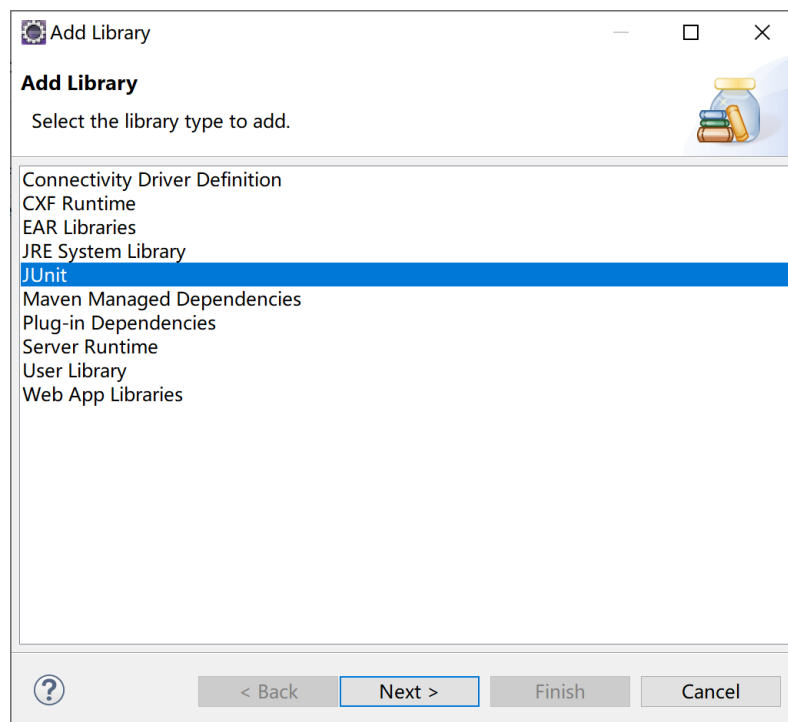 Add Library
Add Library
Select the library type to add.
Connectivity Driver Definition
CXF Runtime
EAR Libraries
JRE System Library
JUnit
Maven Managed Dependencies
Plug-in Dependencies
Server Runtime
User Library
Web App Libraries
? < Back Next > Finish Cancel